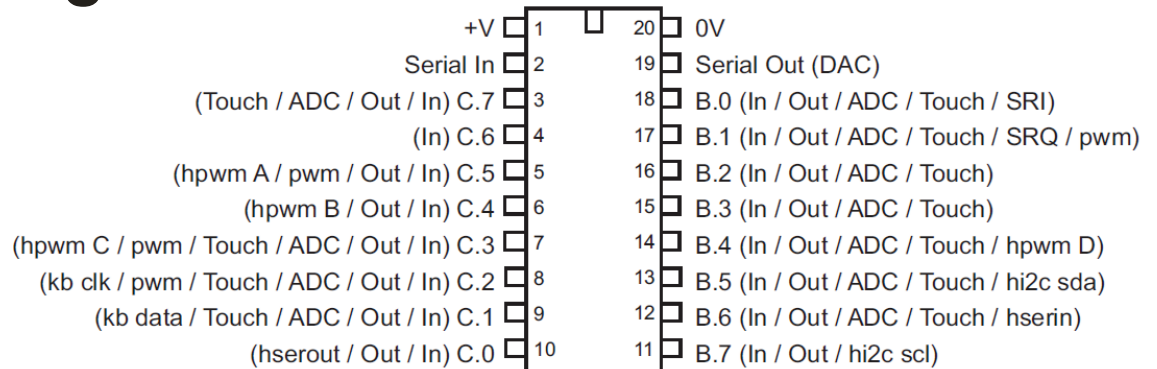 +V 1 20 0V
Serial In 2 19 Serial Out (DAC)
(Touch / ADC / Out / In) C.7 3 18 B.0 (In / Out / ADC / Touch / SRI)
(In) C.6 4 17 B.1 (In / Out / ADC / Touch / SRQ / pwm)
(hpwm A / pwm / Out / In) C.5 5 16 B.2 (In / Out / ADC / Touch)
(hpwm B / Out / In) C.4 6 15 B.3 (In / Out / ADC / Touch)
(hpwm C / pwm / Touch / ADC / Out / In) C.3 7 14 B.4 (In / Out / ADC / Touch / hpwm D)
(kb clk / pwm / Touch / ADC / Out / In) C.2 8 13 B.5 (In / Out / ADC / Touch / hi2c sda)
(kb data / Touch / ADC / Out / In) C.1 9 12 B.6 (In / Out / ADC / Touch / hserin)
(hserout / Out / In) C.0 10 11 B.7 (In / Out / hi2c scl)